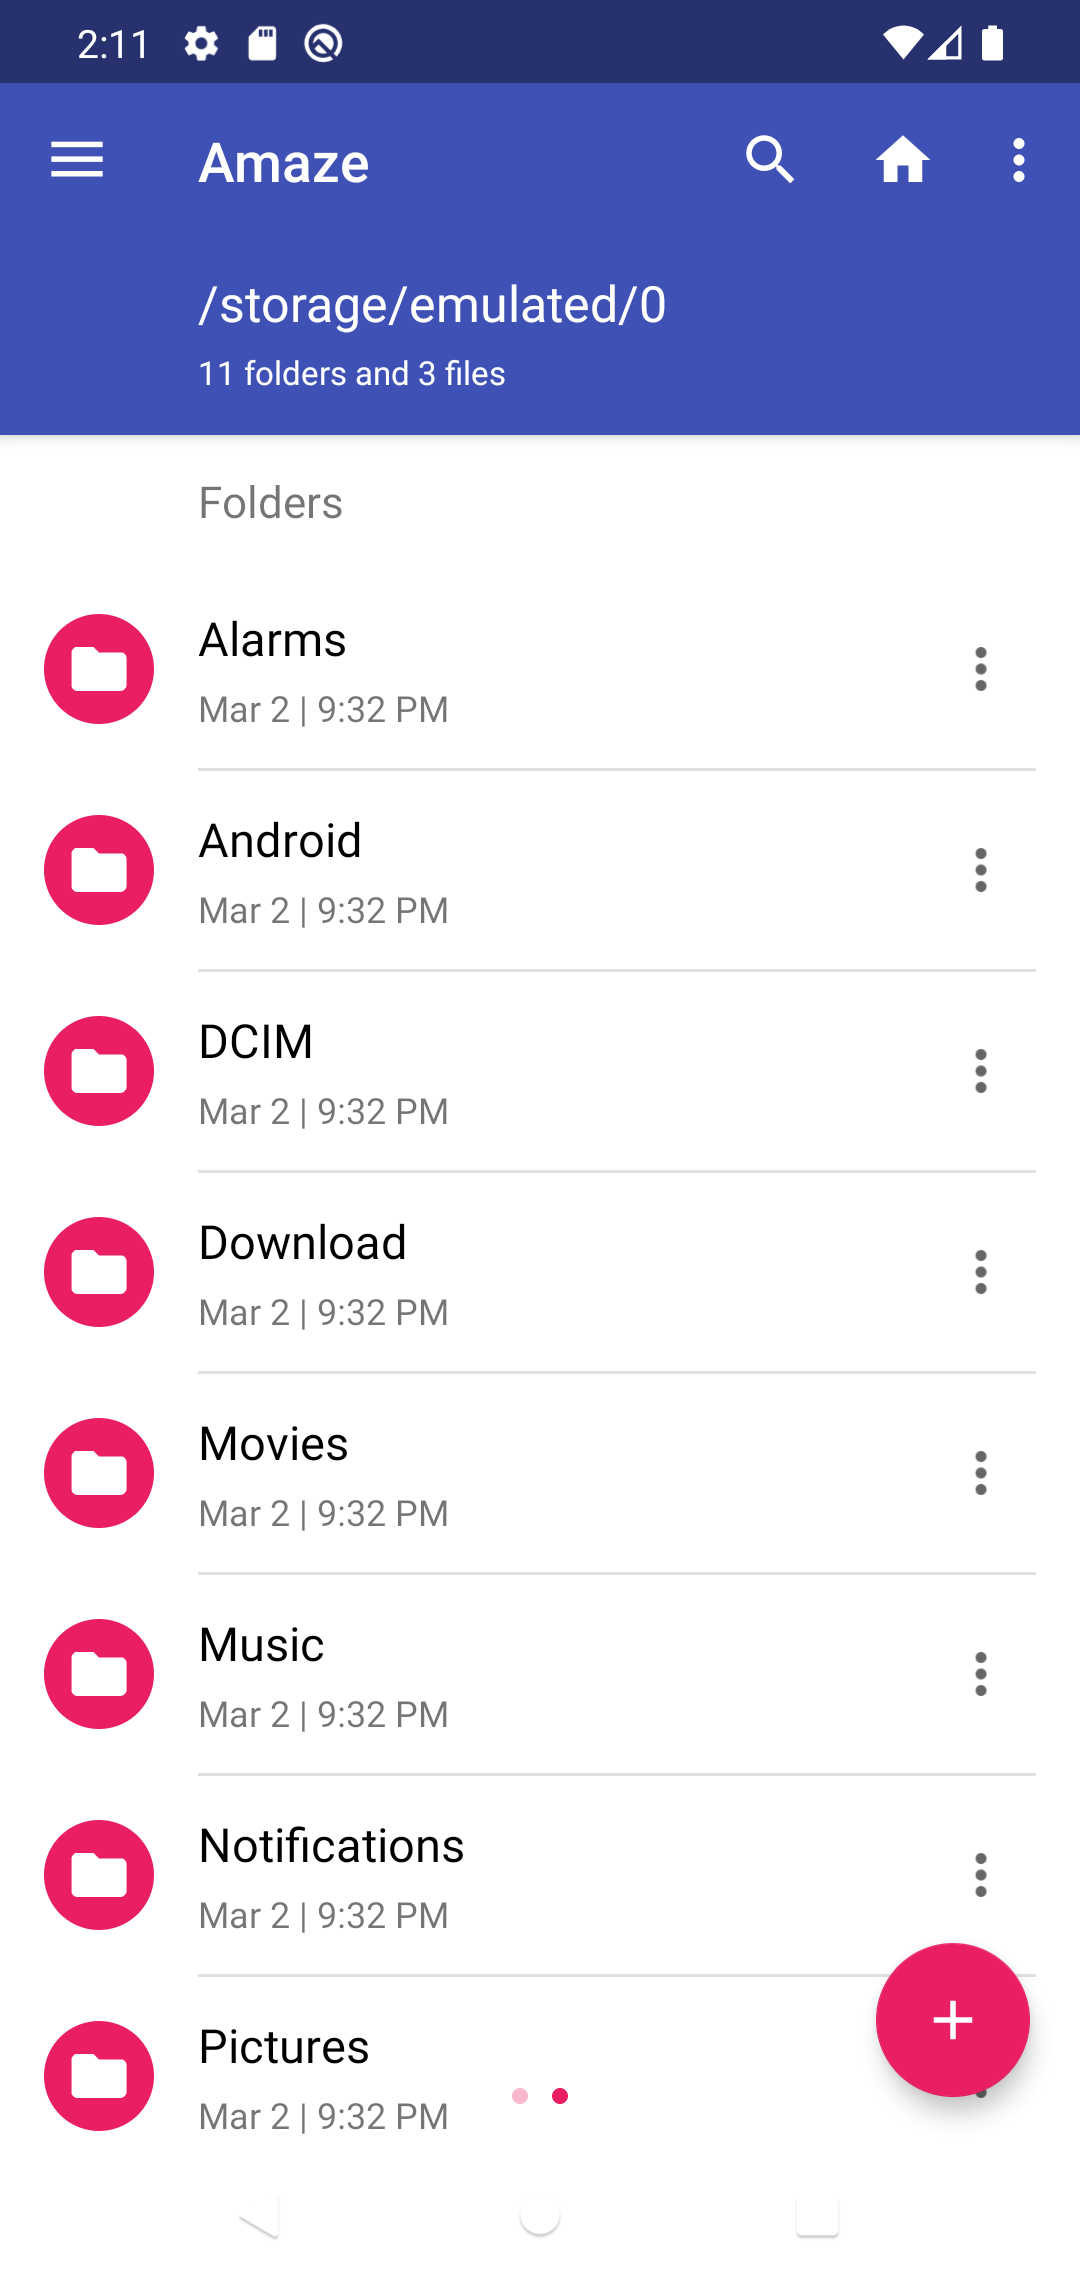 2:11
Amaze
/storage/emulated/0
11 folders and 3 files
Folders
Alarms
Mar 2 | 9:32 PM
Android
Mar 2 | 9:32 PM
DCIM
Mar 2 | 9:32 PM
Download
Mar 2 | 9:32 PM
Movies
Mar 2 | 9:32 PM
Music
Mar 2 | 9:32 PM
Notifications
Mar 2 | 9:32 PM
Pictures
Mar 2 | 9:32 PM